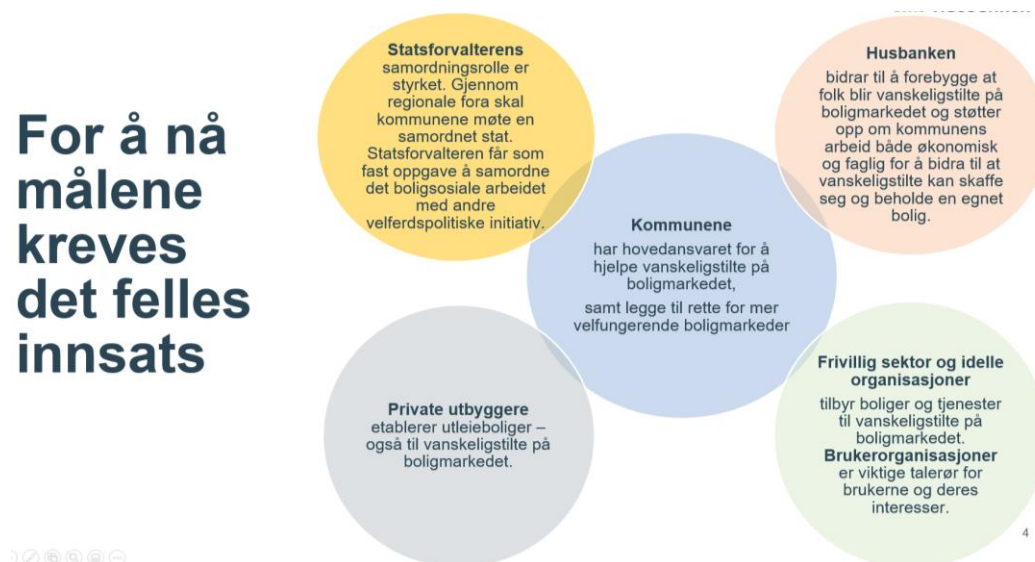 For å nå
målene
kreves
det felles
innsats
Statsforvalterens
samordningsrolle er
styrket. Gjennom
regionale fora skal
kommunene møte en
samordnet stat.
Statsforvalteren får som
fast oppgave å samordne
det boligsosiale arbeidet
med andre
velferdspolitiske initiativ.
Husbanken
bidrar til å forebygge at
folk blir vanskeligstilte på
boligmarkedet og støtter
opp om kommunens
arbeid både økonomisk
og faglig for å bidra til at
vanskeligstilte kan skaffe
seg og beholde en egnet
bolig.
Kommunene
har hovedansvaret for å
hjelpe vanskeligstilte på
boligmarkedet,
samt legge til rette for mer
velfungerende boligmarkeder
Private utbyggere
etablerer utleieboliger –
også til vanskeligstilte på
boligmarkedet.
Frivillig sektor og idelle
organisasjoner
tilbyr boliger og tjenester
til vanskeligstilte på
boligmarkedet.
Brukerorganisasjoner
er viktige talerør for
brukerne og deres
interesser.
4